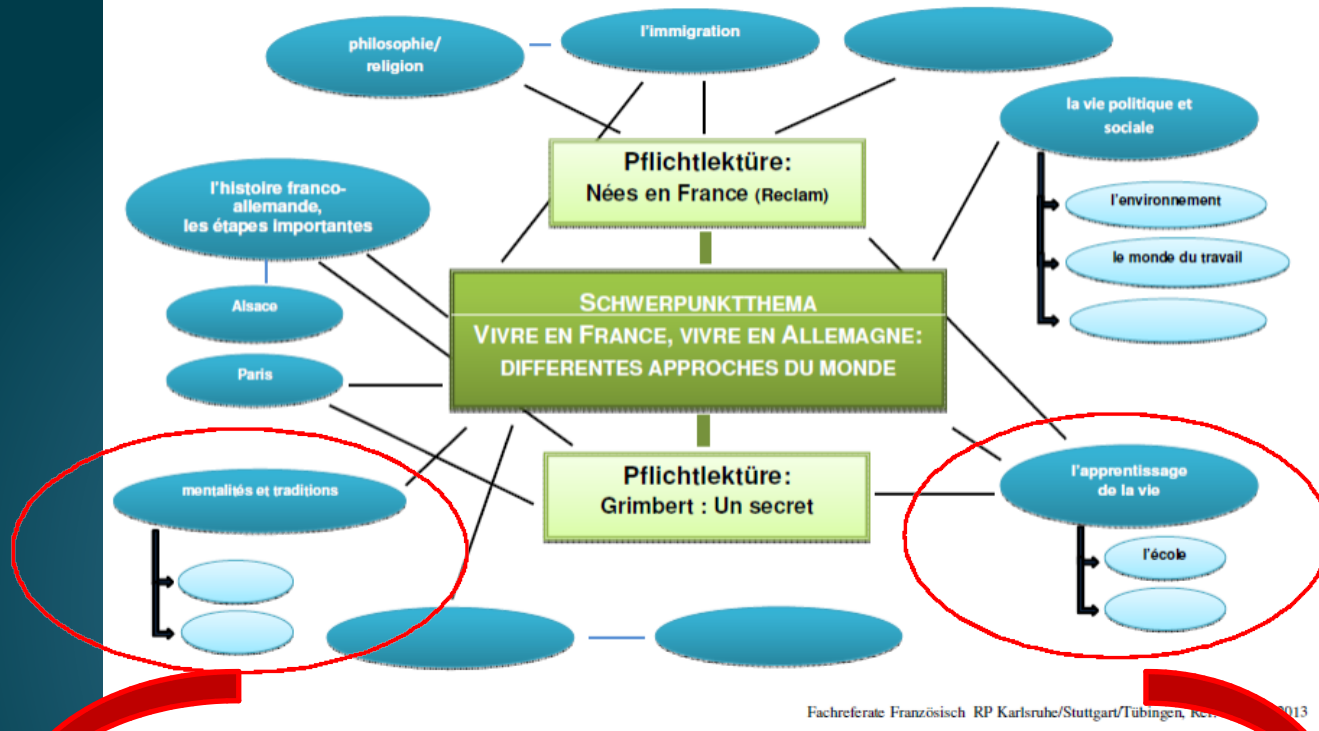 philosophie/
religion
l'immigration
la vie politique et
sociale
l'environnement
le monde du travail
Pflichtlektüre:
Nées en France (Reclam)
l'histoire franco-
allemande,
les étapes importantes
Alsace
Paris
SCHWERPUNKTTHEMA
VIVRE EN FRANCE, VIVRE EN ALLEMAGNE:
DIFFERENTES APPROCHES DU MONDE
mentalités et traditions
Pflichtlektüre:
Grimbert : Un secret
l'apprentissage
de la vie
l'école
Fachreferate Französisch RP Karlsruhe/Stuttgart/Tübingen, 2013